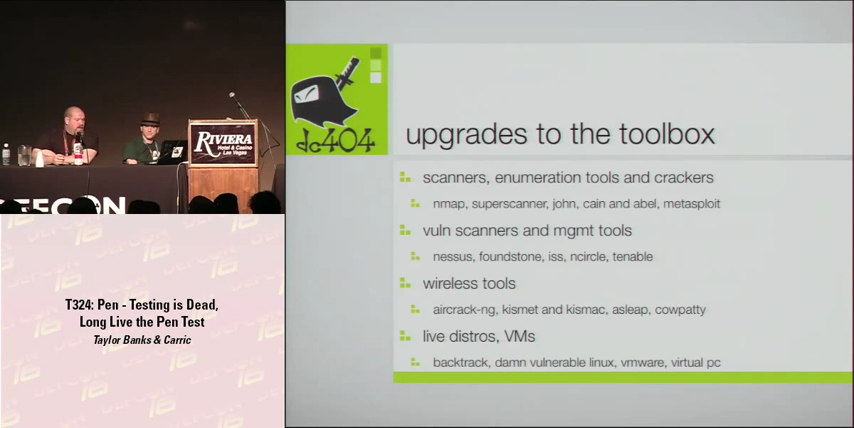 RIVIERA
Hotel & Casino
Las Vegas
DEFCON
T324: Pen - Testing is Dead,
Long Live the Pen Test
Taylor Banks & Carric
dc404
upgrades to the toolbox
scanners, enumeration tools and crackers
nmap, superscanner, john, cain and abel, metasploit
vuln scanners and mgmt tools
nessus, foundstone, iss, ncircle, tenable
wireless tools
aircrack-ng, kismet and kismac, asleap, cowpatty
live distros, VMs
backtrack, damn vulnerable linux, vmware, virtual pc